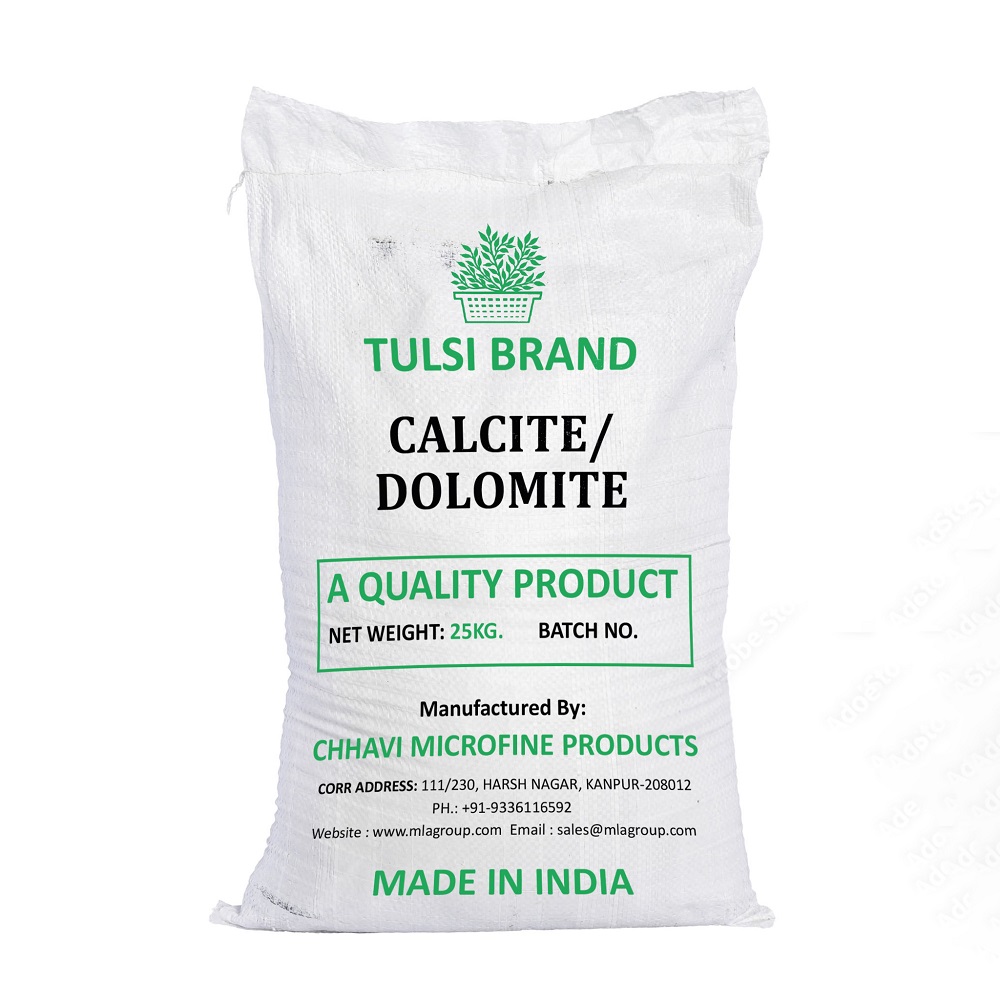 TULSI BRAND
CALCITE/
DOLOMITE
A QUALITY PRODUCT
NET WEIGHT: 25KG. BATCH NO.
Manufactured By:
CHHAVI MICROFINE PRODUCTS
CORR ADDRESS: 111/230, HARSH NAGAR, KANPUR-208012
PH.: +91-9336116592
Website : www.mlagroup.com Email : sales@mlagroup.com
MADE IN INDIA